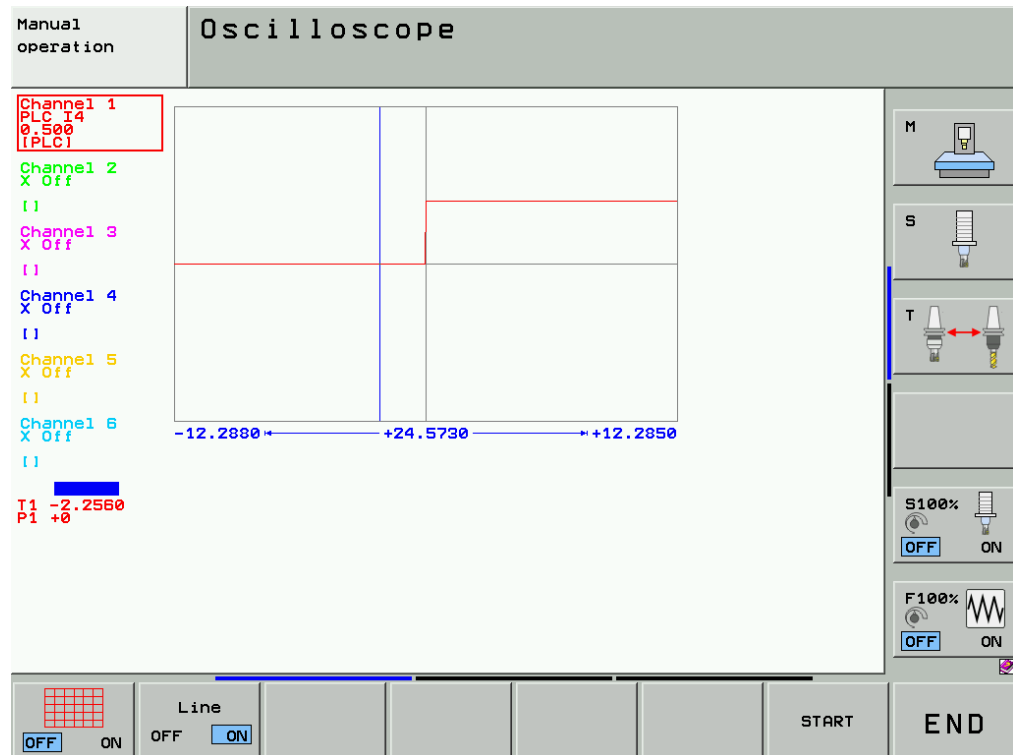 Manual
operation
Oscilloscope
Channel 1
PLC I4
0.500
[PLC]
Channel 2
X Off
[]
Channel 3
X Off
[]
Channel 4
X Off
[]
Channel 5
X Off
[]
Channel 6
X Off
[]
T1 -2.2560
P1 +0
-12.2880 +24.5730 +12.2850
M
S
T
S100%
OFF ON
F100%
OFF ON
OFF ON
Line
OFF ON
START
END